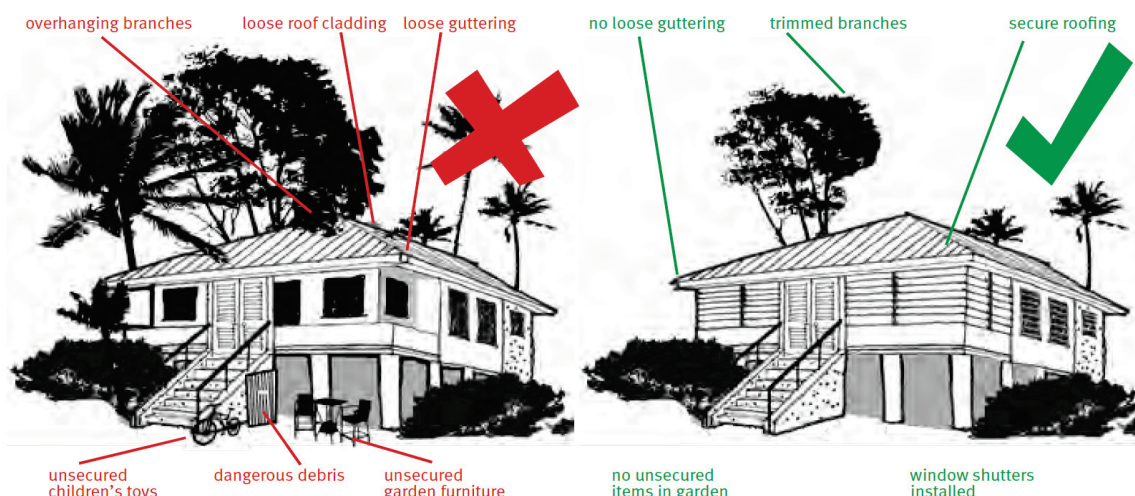 overhanging branches
loose roof cladding
loose guttering
no loose guttering
trimmed branches
secure roofing
unsecured
children's toys
dangerous debris
unsecured
garden furniture
no unsecured
items in garden
window shutters
installed